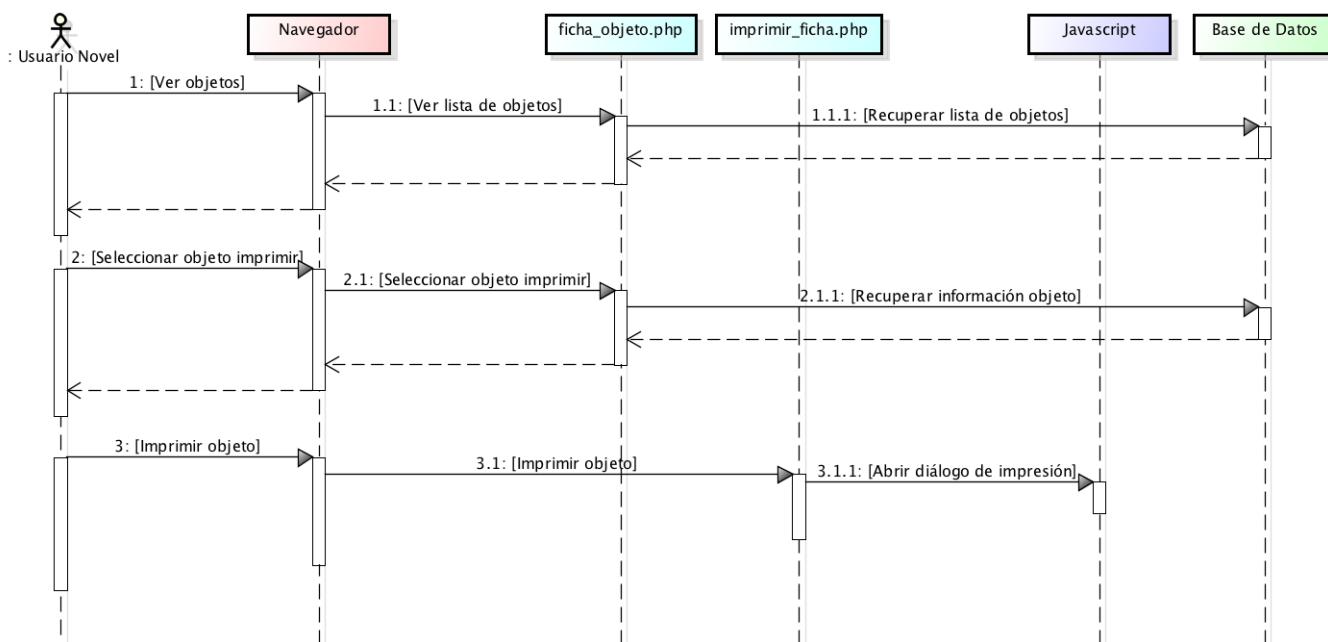 : Usuario Novel
Navegador
ficha_objeto.php
imprimir_ficha.php
Javascript
Base de Datos
1: [Ver objetos]
1.1: [Ver lista de objetos]
1.1.1: [Recuperar lista de objetos]
2: [Seleccionar objeto imprimir]
2.1: [Seleccionar objeto imprimir]
2.1.1: [Recuperar información objeto]
3: [Imprimir objeto]
3.1: [Imprimir objeto]
3.1.1: [Abrir diálogo de impresión]